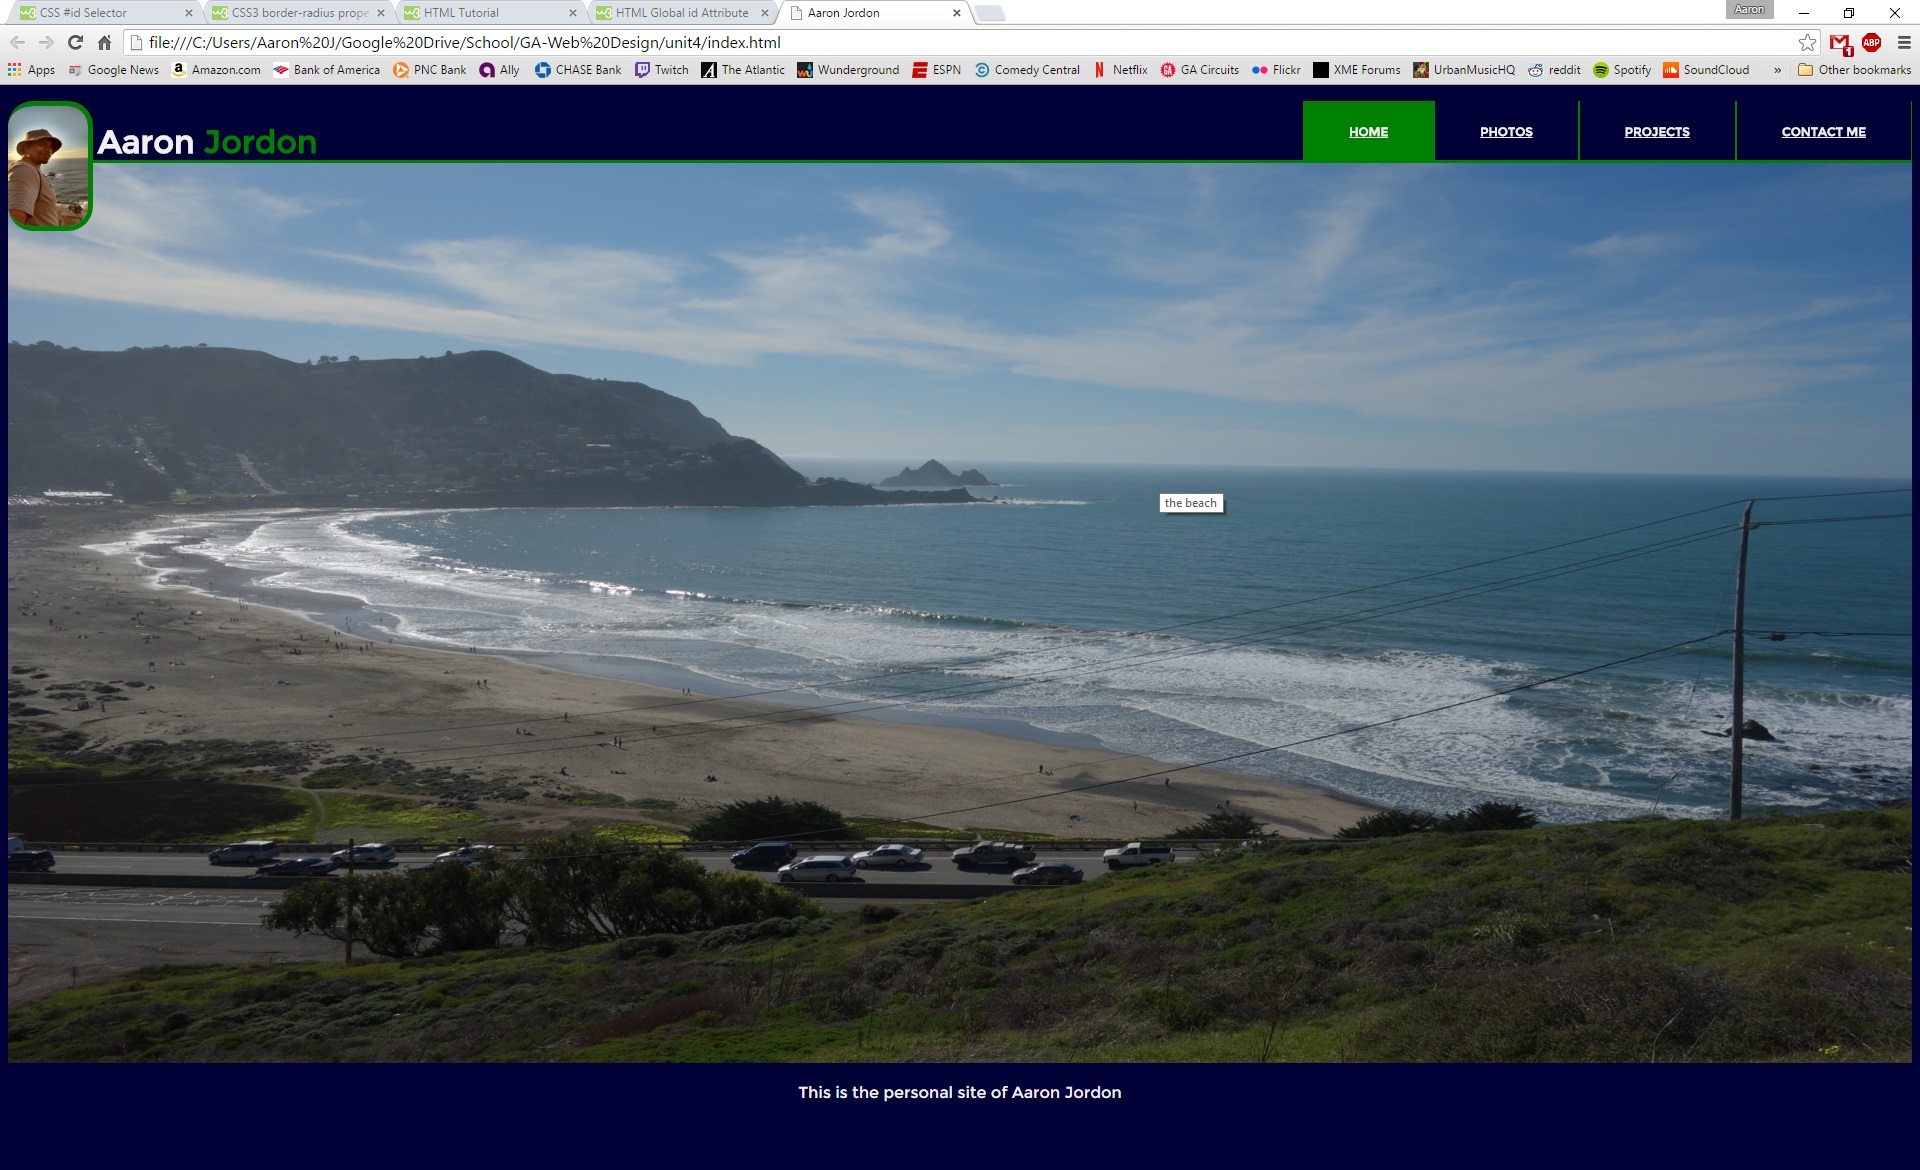 CSS #id Selector
CSS3 border-radius prope
HTML Tutorial
HTML Global id Attribute
Aaron Jordon
Aaron
file:///C:/Users/Aaron%20J/Google%20Drive/School/GA-Web%20Design/unit4/index.html
1
ABP
Apps
Google News
Amazon.com
Bank of America
PNC Bank
Ally
CHASE Bank
Twitch
The Atlantic
Wunderground
ESPN
Comedy Central
Netflix
GA Circuits
Flickr
XME Forums
UrbanMusicHQ
reddit
Spotify
SoundCloud
»
Other bookmarks
Aaron Jordon
HOME
PHOTOS
PROJECTS
CONTACT ME
the beach
This is the personal site of Aaron Jordon